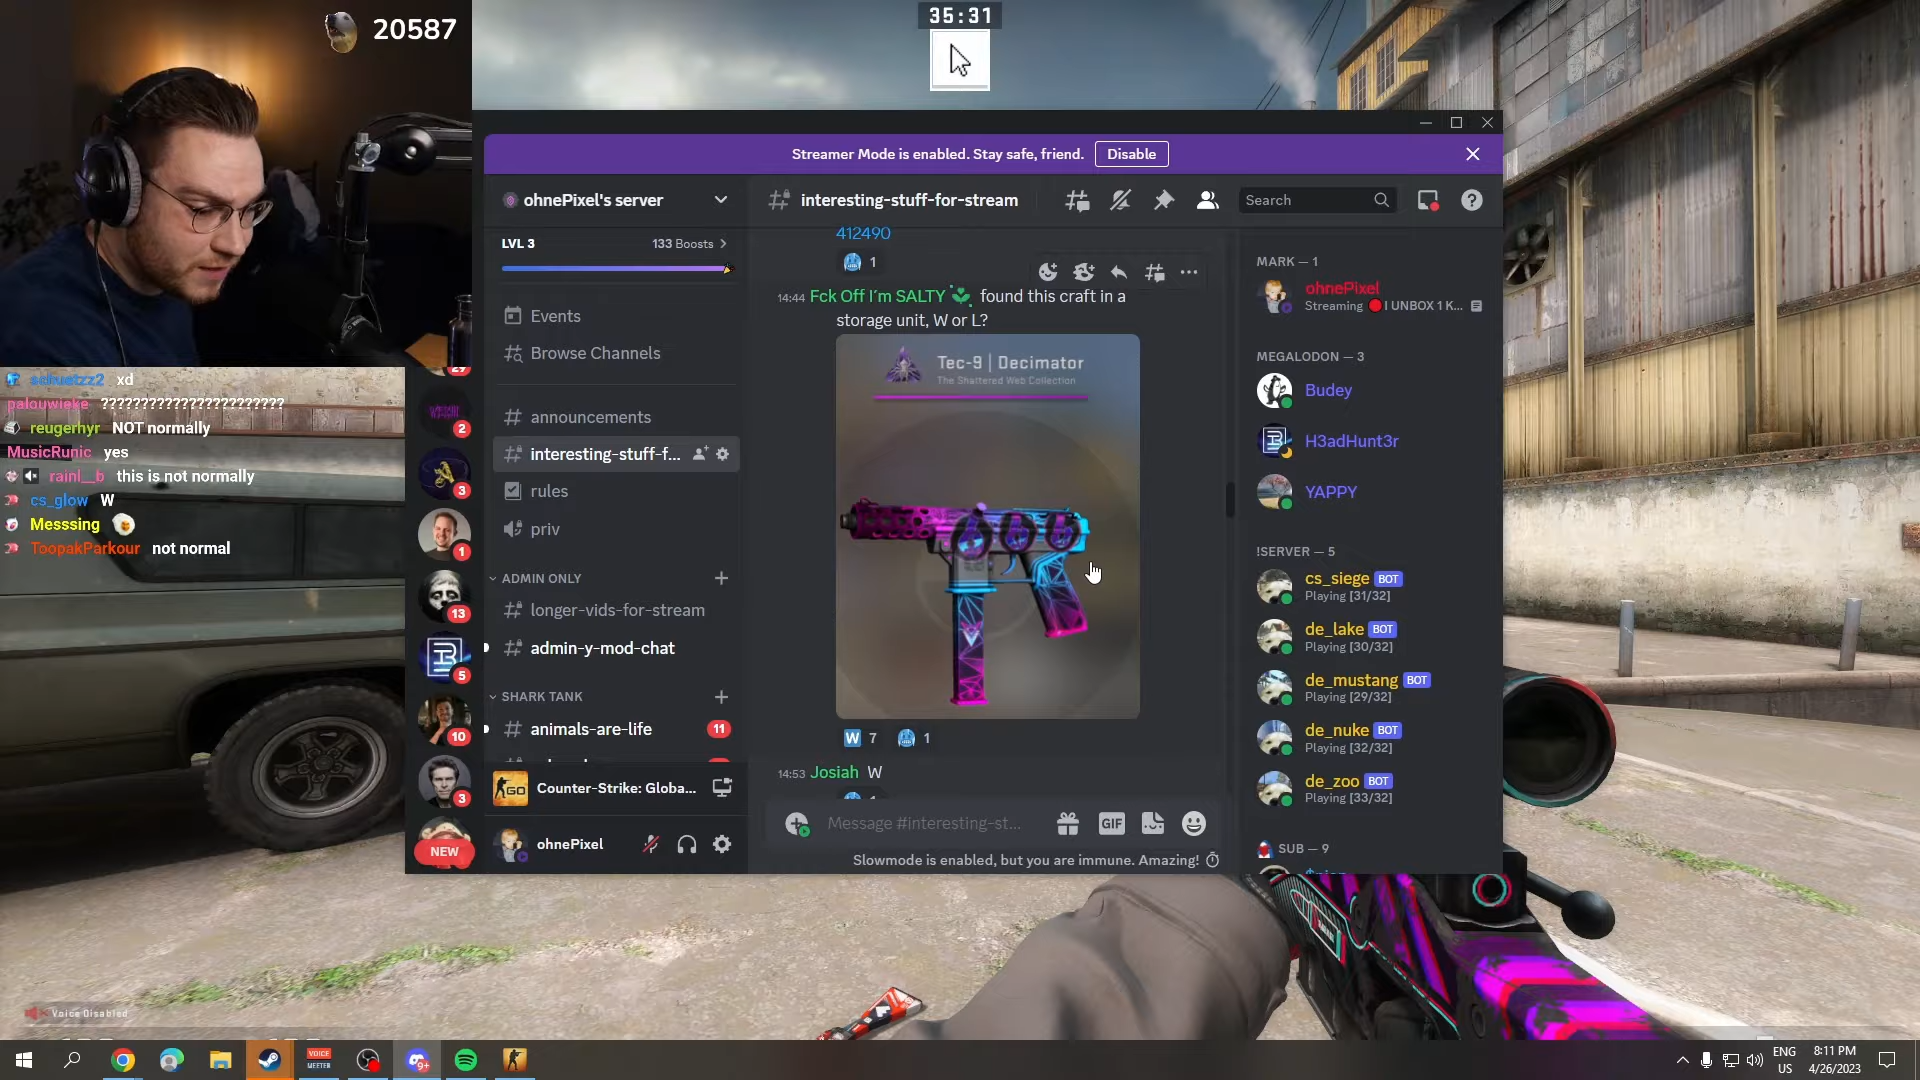 20587
35:31
Streamer Mode is enabled. Stay safe, friend.
Disable
ohnePixel's server
interesting-stuff-for-stream
Search
LVL 3
133 Boosts
Events
Browse Channels
announcements
interesting-stuff-f...
rules
priv
ADMIN ONLY
longer-vids-for-stream
admin-y-mod-chat
SHARK TANK
animals-are-life
11
Counter-Strike: Globa...
ohnePixel
412490
1
14:44 Fck Off I'm SALTY found this craft in a
storage unit, W or L?
Tec-9 | Decimator
The Shattered Web Collection
W 7
1
14:53 Josiah W
Message #interesting-st...
GIF
Slowmode is enabled, but you are immune. Amazing!
MARK — 1
ohnePixel
Streaming I UNBOX 1 K...
MEGALODON — 3
Budey
H3adHunt3r
YAPPY
!SERVER — 5
cs_siege BOT
Playing [31/32]
de_lake BOT
Playing [30/32]
de_mustang BOT
Playing [29/32]
de_nuke BOT
Playing [32/32]
de_zoo BOT
Playing [33/32]
SUB — 9
2
3
1
13
5
10
3
NEW
schuetzz2 xd
palouwieke ???????????????????????
reugerhyr NOT normally
MusicRunic yes
rainl__b this is not normally
cs_glow W
Messsing
ToopakParkour not normal
Voice Disabled
VOICE
MEETER
9+
ENG
US
8:11 PM
4/26/2023